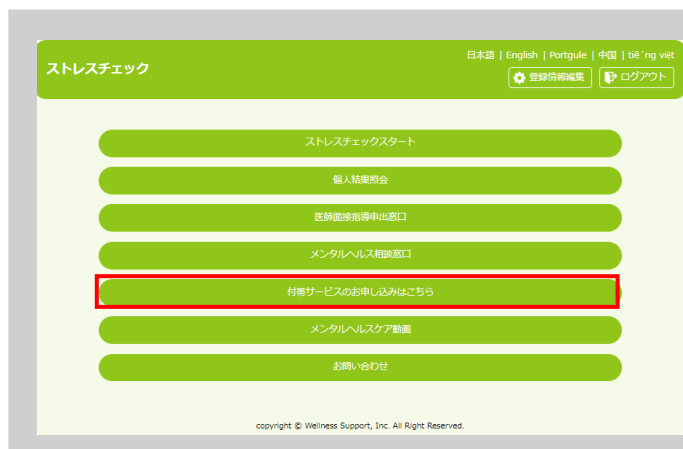 日本語 | English | Portgule | 中国 | tiếng việt
ストレスチェック
登録情報編集 ログアウト
ストレスチェックスタート
個人結果照会
医師面接指導申出窓口
メンタルヘルス相談窓口
付帯サービスのお申し込みはこちら
メンタルヘルスケア動画
お問い合わせ
copyright © Wellness Support, Inc. All Right Reserved.